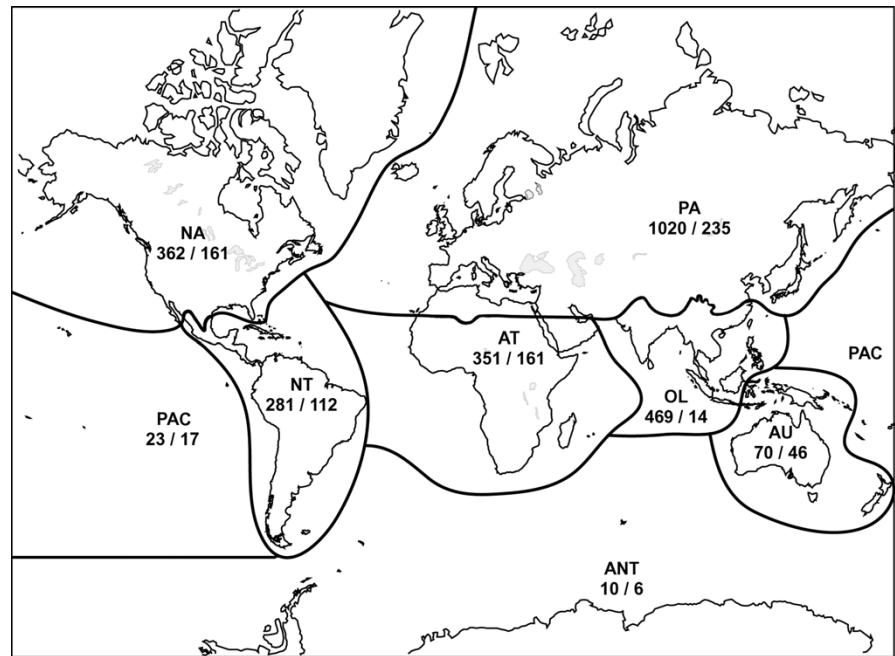 NA
362 / 161
PA
1020 / 235
AT
351 / 161
PAC
NT
281 / 112
OL
469 / 14
PAC
23 / 17
AU
70 / 46
ANT
10 / 6